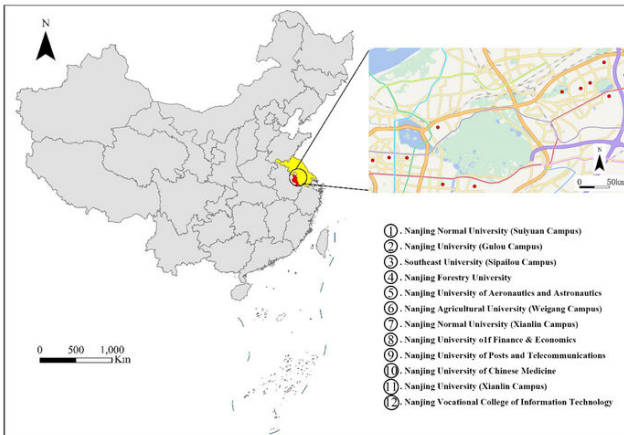 N
N
0 50km
① . Nanjing Normal University (Suiyuan Campus)
② . Nanjing University (Gulou Campus)
③ . Southeast University (Sipailou Campus)
④ . Nanjing Forestry University
⑤ . Nanjing University of Aeronautics and Astronautics
⑥ . Nanjing Agricultural University (Weigang Campus)
⑦ . Nanjing Normal University (Xianlin Campus)
⑧ . Nanjing University o1f Finance & Economics
⑨ . Nanjing University of Posts and Telecommunications
⑩ . Nanjing University of Chinese Medicine
⑪ . Nanjing University (Xianlin Campus)
⑫ . Nanjing Vocational College of Information Technology
0 500 1,000
Km